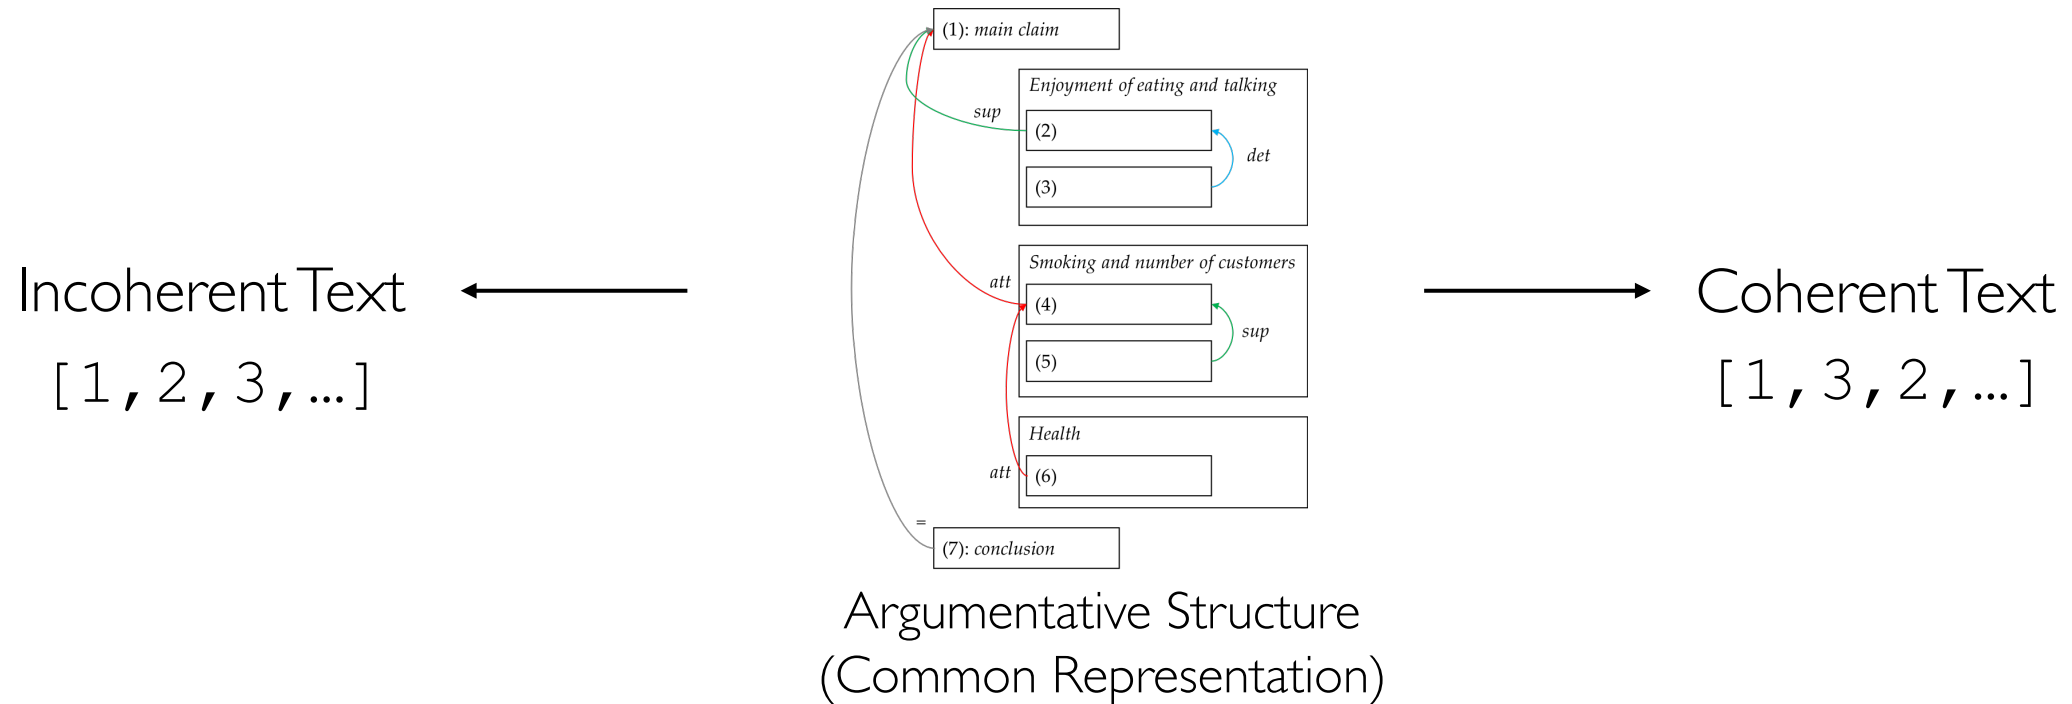 (1): main claim
Enjoyment of eating and talking
sup
(2)
det
(3)
Smoking and number of customers
att
(4)
sup
(5)
Health
att
(6)
=
(7): conclusion
Incoherent Text
[1,2,3,…]
Coherent Text
[1,3,2,…]
Argumentative Structure
(Common Representation)